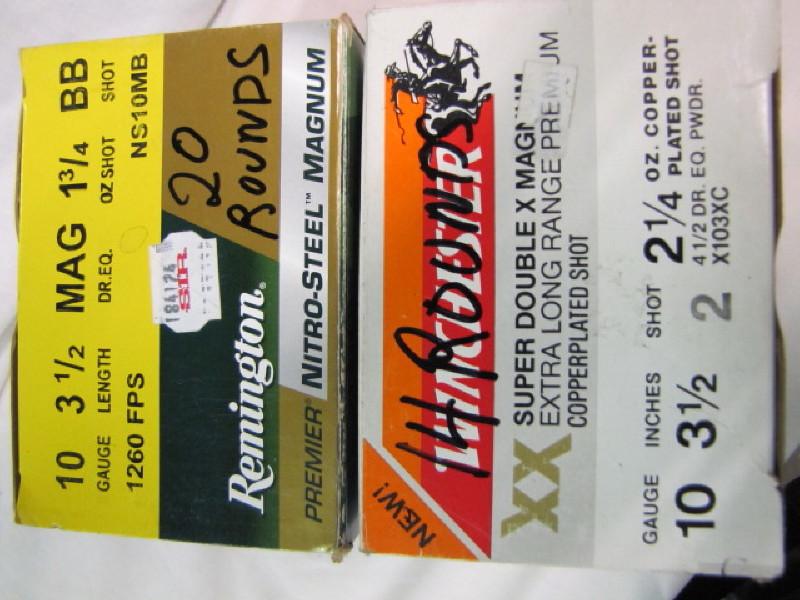 10 3 1/2 MAG 1 3/4 BB
GAUGE LENGTH DR.EQ. OZ SHOT SHOT
1260 FPS NS10MB
184124
S.I.R.
20
ROUNDS
Remington®
PREMIER® NITRO-STEEL™ MAGNUM
NEW!
WINCHESTER
14 ROUNDS
XX SUPER DOUBLE X MAGNUM
EXTRA LONG RANGE PREMIUM
COPPERPLATED SHOT
GAUGE INCHES SHOT 2 1/4 OZ. COPPER-
PLATED SHOT
10 3 1/2 2 4 1/2 DR. EQ. PWDR.
X103XC